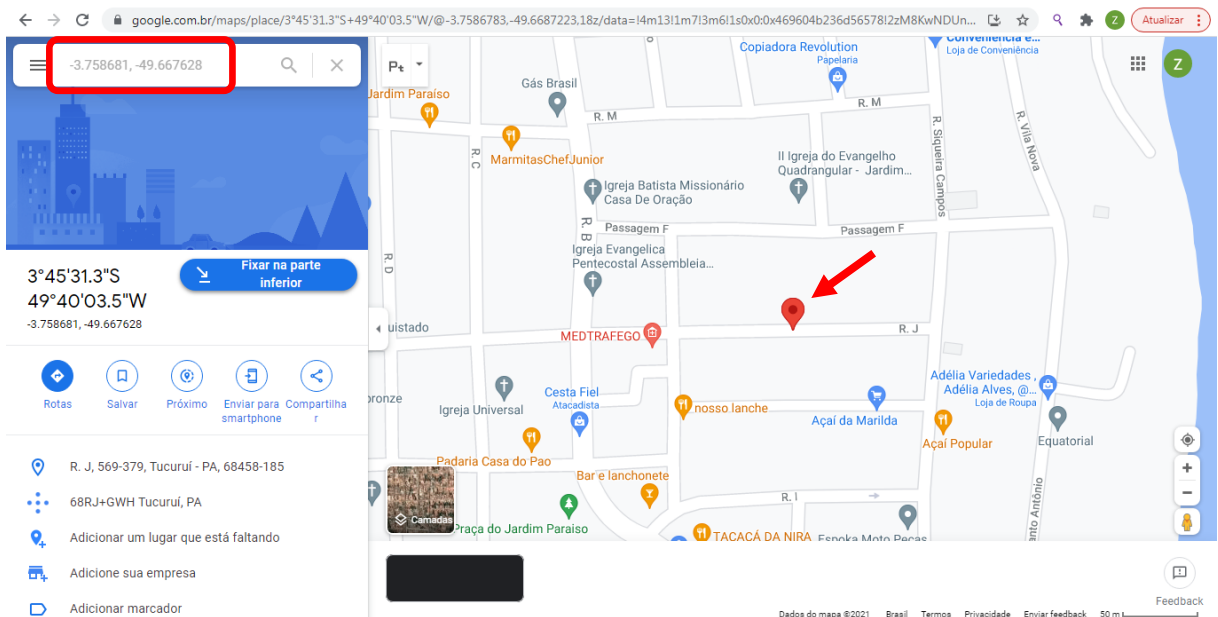 google.com.br/maps/place/3°45'31.3"S+49°40'03.5"W/@-3.7586783,-49.6687223,18z/data=!4m13!1m7!3m6!1s0x0:0x469604b236d56578!2zM8KwNDUn...
Z
Atualizar
-3.758681, -49.667628
3°45'31.3"S
49°40'03.5"W
-3.758681, -49.667628
Fixar na parte
inferior
Rotas
Salvar
Próximo
Enviar para
smartphone
Compartilha
r
R. J, 569-379, Tucuruí - PA, 68458-185
68RJ+GWH Tucuruí, PA
Adicionar um lugar que está faltando
Adicione sua empresa
Adicionar marcador
Conveniência e...
Loja de Conveniência
Copiadora Revolution
Papelaria
Z
Gás Brasil
Jardim Paraíso
R. M
R. M
R. C
MarmitasChefJunior
R. Siqueira Campos
R. Vila Nova
II Igreja do Evangelho
Quadrangular - Jardim...
Igreja Batista Missionário
Casa De Oração
R. B
Passagem F
Passagem F
Igreja Evangelica
Pentecostal Assembleia...
R. D
uistado
MEDTRAFEGO
R. J
Adélia Variedades ,
Adélia Alves, @...
Loja de Roupa
ronze
Cesta Fiel
Atacadista
Igreja Universal
nosso lanche
Açaí da Marilda
Açaí Popular
Equatorial
Padaria Casa do Pao
Bar e lanchonete
R. I
anto Antônio
Camadas
Praça do Jardim Paraiso
TACACÁ DA NIRA
Espoka Moto Peças
Feedback
Dados do mapa ©2021
Brasil
Termos
Privacidade
Enviar feedback
50 m